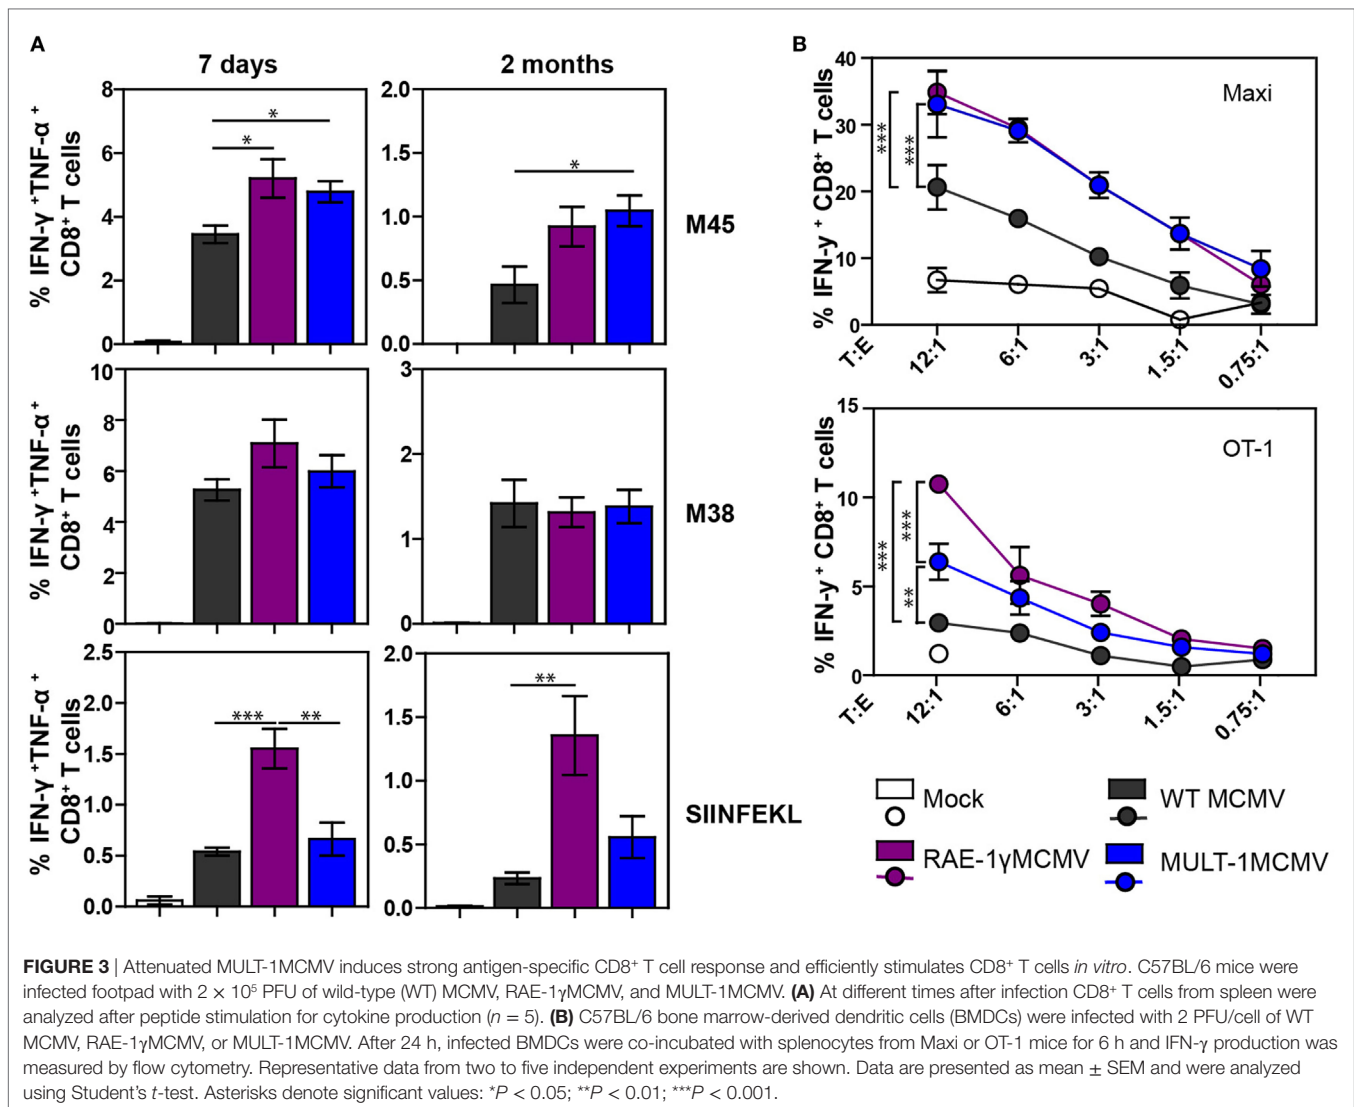 A
7 days
2 months
% IFN-γ +TNF-α +
CD8+ T cells
8
6
4
2
0
*
*
2.0
1.5
1.0
0.5
0.0
*
M45
% IFN-γ +TNF-α +
CD8+ T cells
10
8
6
4
2
0
3
2
1
0
M38
% IFN-γ +TNF-α +
CD8+ T cells
2.5
2.0
1.5
1.0
0.5
0.0
***
**
2.0
1.5
1.0
0.5
0.0
**
SIINFEKL
B
% IFN-y + CD8+ T cells
40
30
20
10
0
***
***
Maxi
T:E
12:1
6:1
3:1
1.5:1
0.75:1
% IFN-y + CD8+ T cells
15
10
5
0
***
***
**
OT-1
T:E
12:1
6:1
3:1
1.5:1
0.75:1
Mock
WT MCMV
RAE-1γMCMV
MULT-1MCMV
FIGURE 3 | Attenuated MULT-1MCMV induces strong antigen-specific CD8+ T cell response and efficiently stimulates CD8+ T cells in vitro. C57BL/6 mice were
infected footpad with 2 × 10⁵ PFU of wild-type (WT) MCMV, RAE-1γMCMV, and MULT-1MCMV. (A) At different times after infection CD8+ T cells from spleen were
analyzed after peptide stimulation for cytokine production (n = 5). (B) C57BL/6 bone marrow-derived dendritic cells (BMDCs) were infected with 2 PFU/cell of WT
MCMV, RAE-1γMCMV, or MULT-1MCMV. After 24 h, infected BMDCs were co-incubated with splenocytes from Maxi or OT-1 mice for 6 h and IFN-γ production was
measured by flow cytometry. Representative data from two to five independent experiments are shown. Data are presented as mean ± SEM and were analyzed
using Student's t-test. Asterisks denote significant values: *P < 0.05; **P < 0.01; ***P < 0.001.